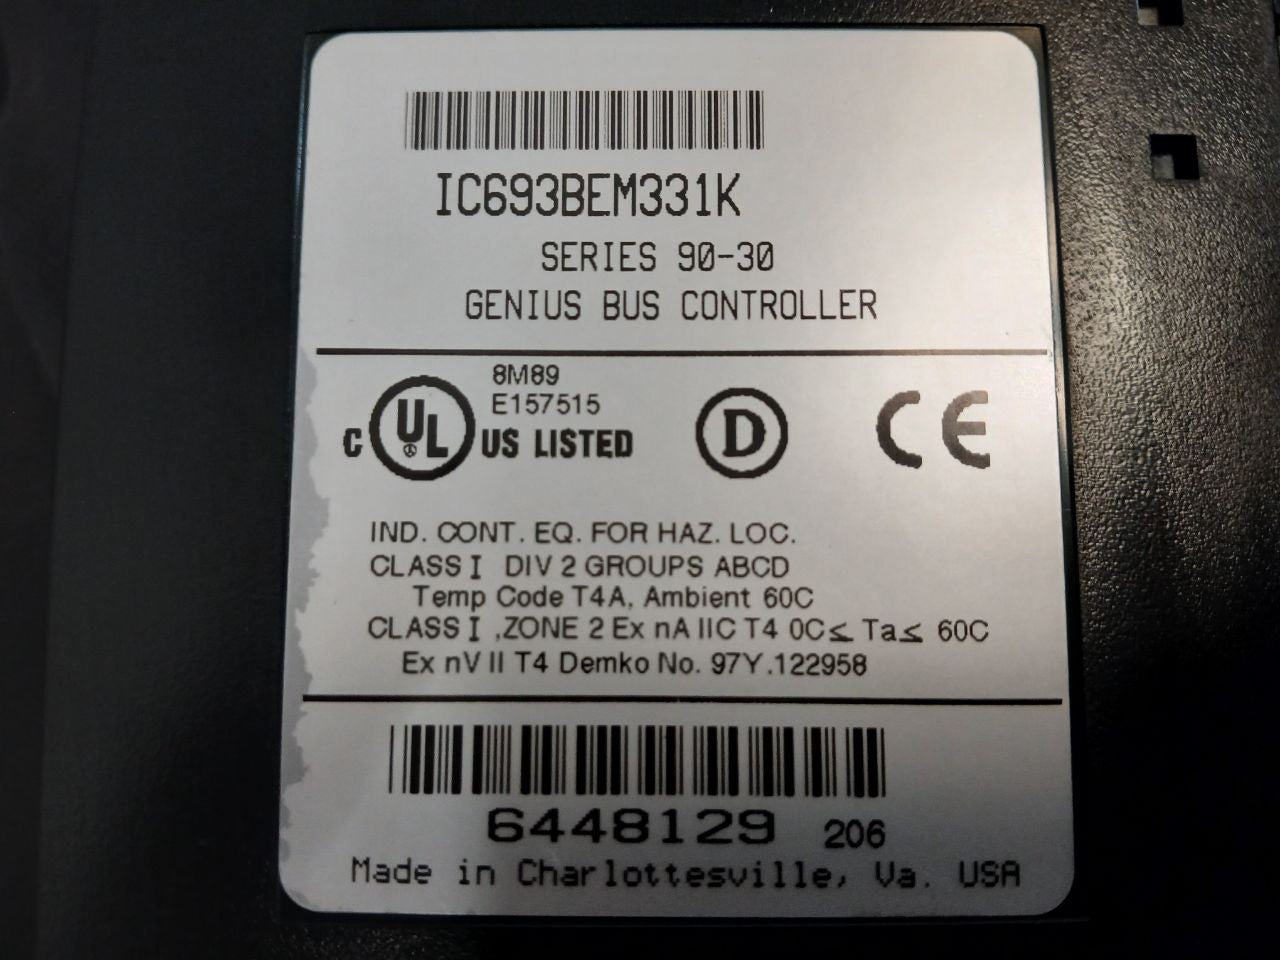 IC693BEM331K
SERIES 90-30
GENIUS BUS CONTROLLER
8M89
E157515
C UL US LISTED
D
CE
IND. CONT. EQ. FOR HAZ. LOC.
CLASS I DIV 2 GROUPS ABCD
Temp Code T4A, Ambient 60C
CLASS I ,ZONE 2 Ex nA IIC T4 0C≤ Ta≤ 60C
Ex nV II T4 Demko No. 97Y.122958
6448129 206
Made in Charlottesville, Va. USA